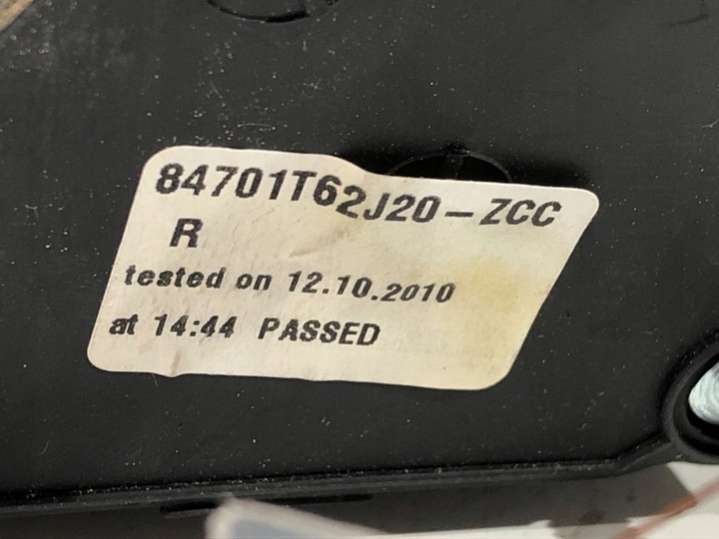 84701T62J20-ZCC
R
tested on 12.10.2010
at 14:44 PASSED